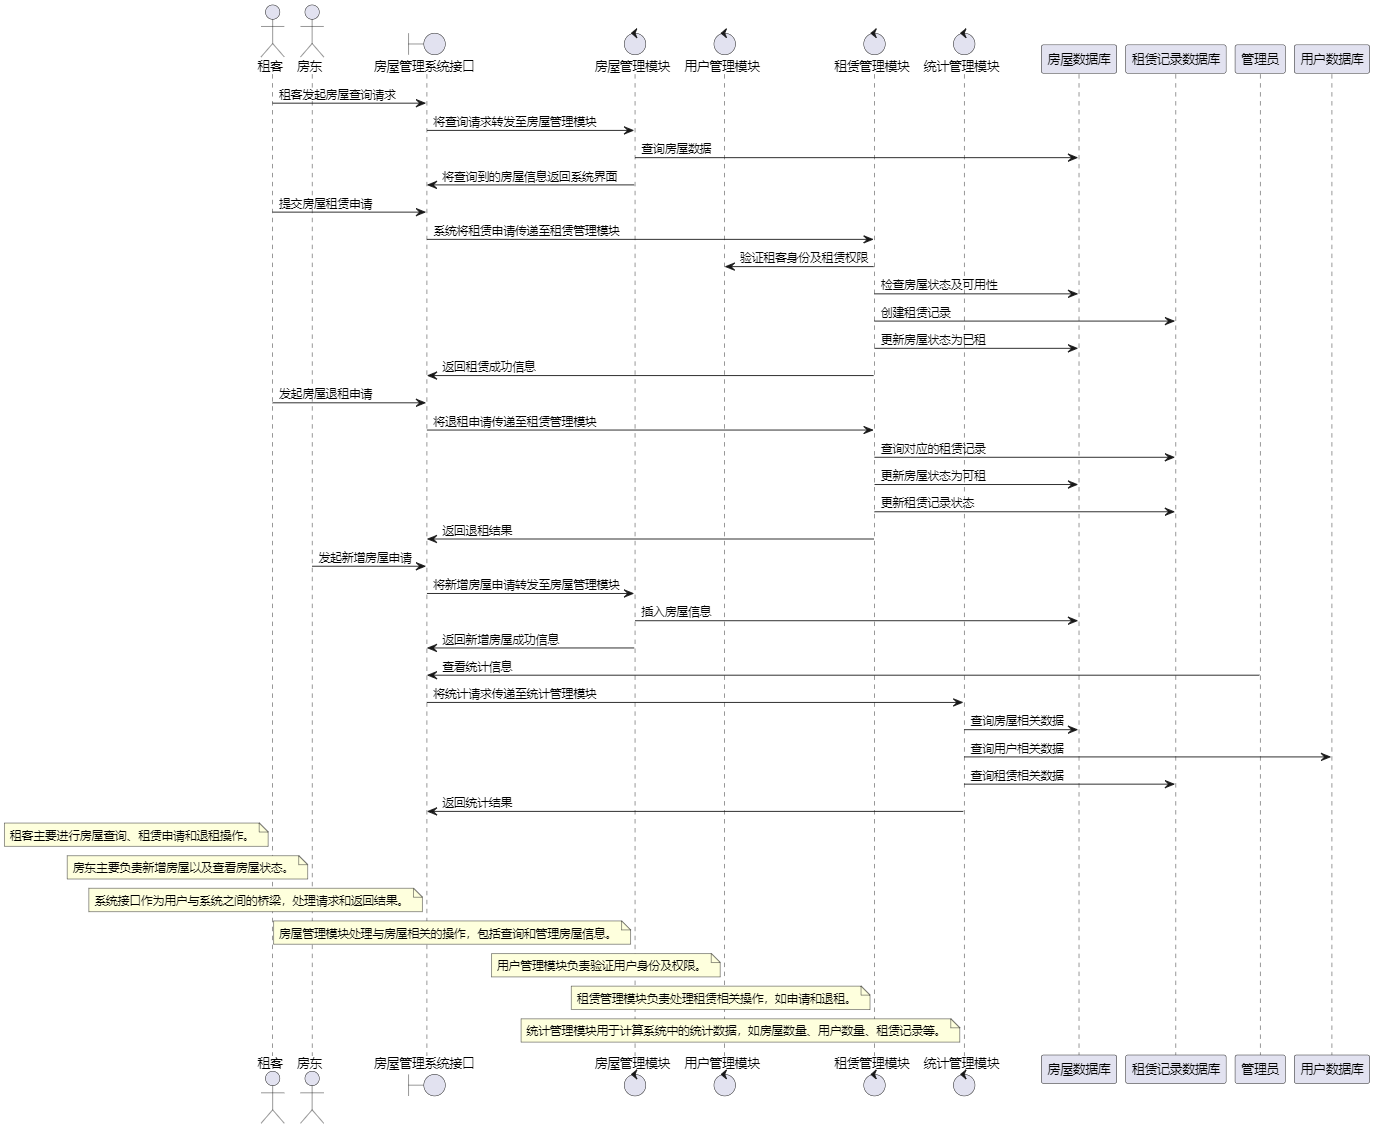 租客
房东
房屋管理系统接口
房屋管理模块
用户管理模块
租赁管理模块
统计管理模块
房屋数据库
租赁记录数据库
管理员
用户数据库
租客发起房屋查询请求
将查询请求转发至房屋管理模块
查询房屋数据
将查询到的房屋信息返回系统界面
提交房屋租赁申请
系统将租赁申请传递至租赁管理模块
验证租客身份及租赁权限
检查房屋状态及可用性
创建租赁记录
更新房屋状态为已租
返回租赁成功信息
发起房屋退租申请
将退租申请传递至租赁管理模块
查询对应的租赁记录
更新房屋状态为可租
更新租赁记录状态
返回退租结果
发起新增房屋申请
将新增房屋申请转发至房屋管理模块
插入房屋信息
返回新增房屋成功信息
查看统计信息
将统计请求传递至统计管理模块
查询房屋相关数据
查询用户相关数据
查询租赁相关数据
返回统计结果
租客主要进行房屋查询、租赁申请和退租操作。
房东主要负责新增房屋以及查看房屋状态。
系统接口作为用户与系统之间的桥梁，处理请求和返回结果。
房屋管理模块处理与房屋相关的操作，包括查询和管理房屋信息。
用户管理模块负责验证用户身份及权限。
租赁管理模块负责处理租赁相关操作，如申请和退租。
统计管理模块用于计算系统中的统计数据，如房屋数量、用户数量、租赁记录等。
租客
房东
房屋管理系统接口
房屋管理模块
用户管理模块
租赁管理模块
统计管理模块
房屋数据库
租赁记录数据库
管理员
用户数据库